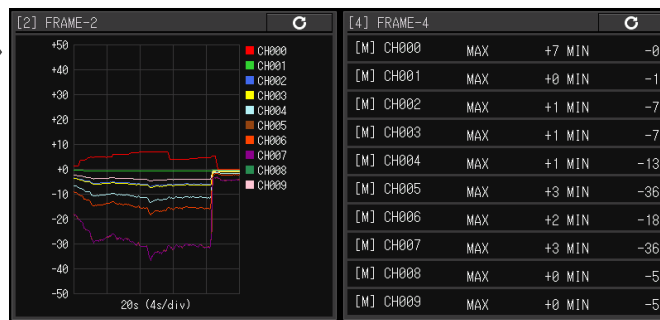 [2] FRAME-2
+50
+40
+30
+20
+10
+0
-10
-20
-30
-40
-50
CH000
CH001
CH002
CH003
CH004
CH005
CH006
CH007
CH008
CH009
20s (4s/div)
[4] FRAME-4
[M] CH000 MAX +7 MIN -0
[M] CH001 MAX +0 MIN -1
[M] CH002 MAX +1 MIN -7
[M] CH003 MAX +1 MIN -7
[M] CH004 MAX +1 MIN -13
[M] CH005 MAX +3 MIN -36
[M] CH006 MAX +2 MIN -18
[M] CH007 MAX +3 MIN -36
[M] CH008 MAX +0 MIN -5
[M] CH009 MAX +0 MIN -5